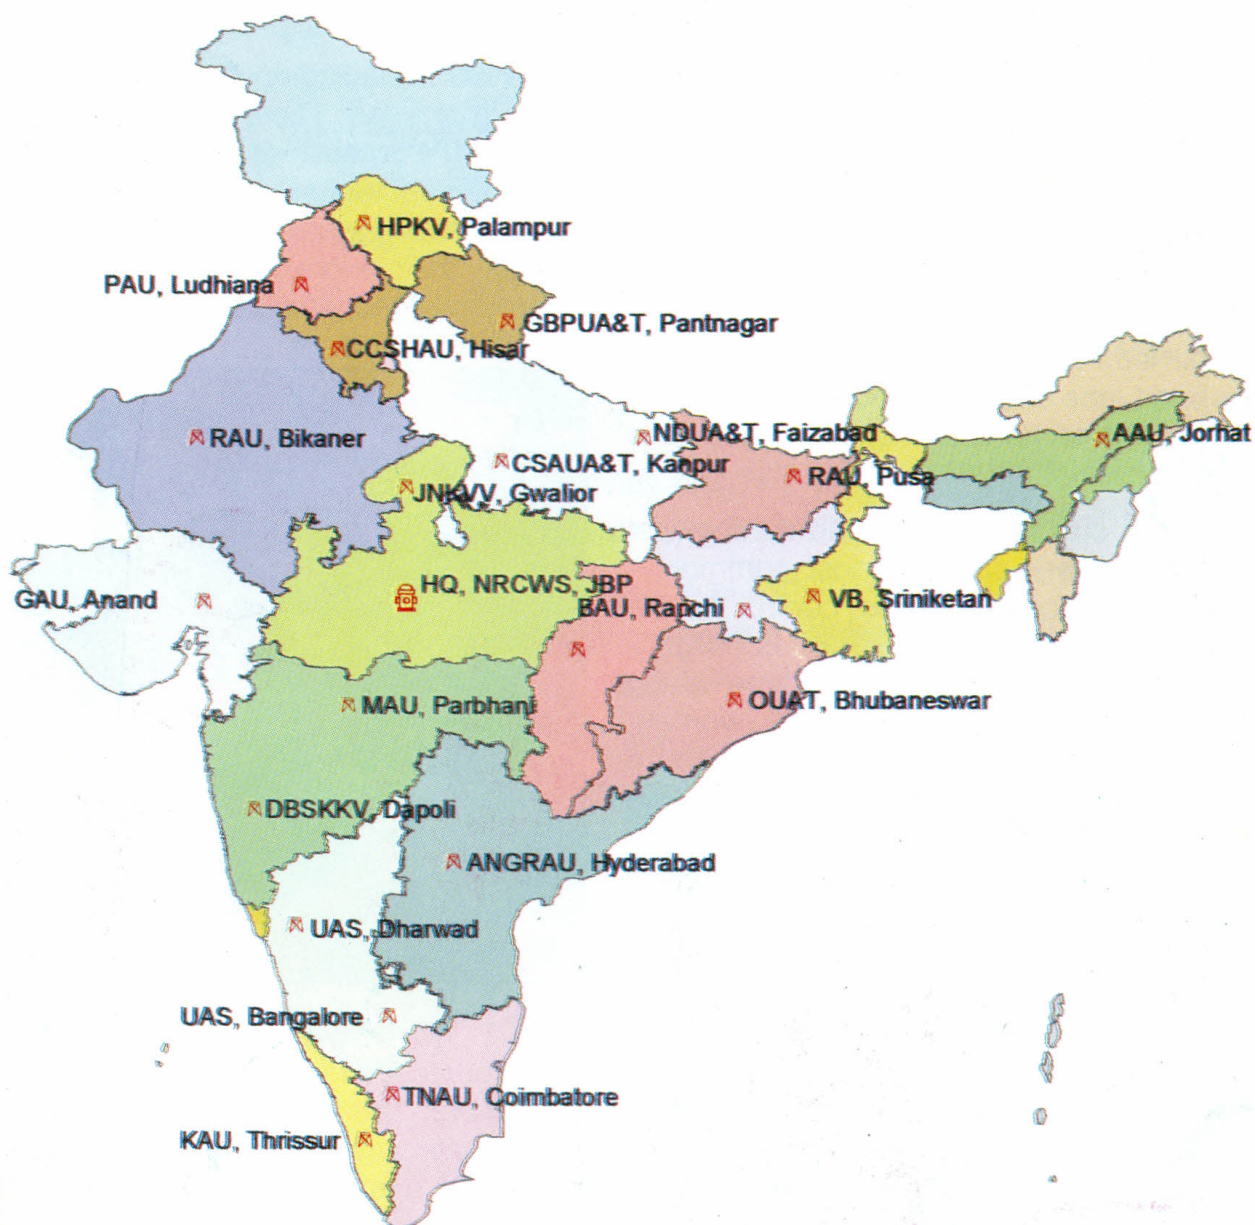 HPKV, Palampur
PAU, Ludhiana
GBPUA&T, Pantnagar
CCSHAU, Hisar
RAU, Bikaner
NDUA&T, Faizabad
AAU, Jorhat
CSAUA&T, Kanpur
RAU, Pusa
JNKVV, Gwalior
HQ, NRCWS, JBP
GAU, Anand
BAU, Ranchi
VB, Sriniketan
MAU, Parbhani
OUAT, Bhubaneswar
DBSKKV, Dapoli
ANGRAU, Hyderabad
UAS, Dharwad
UAS, Bangalore
TNAU, Coimbatore
KAU, Thrissur